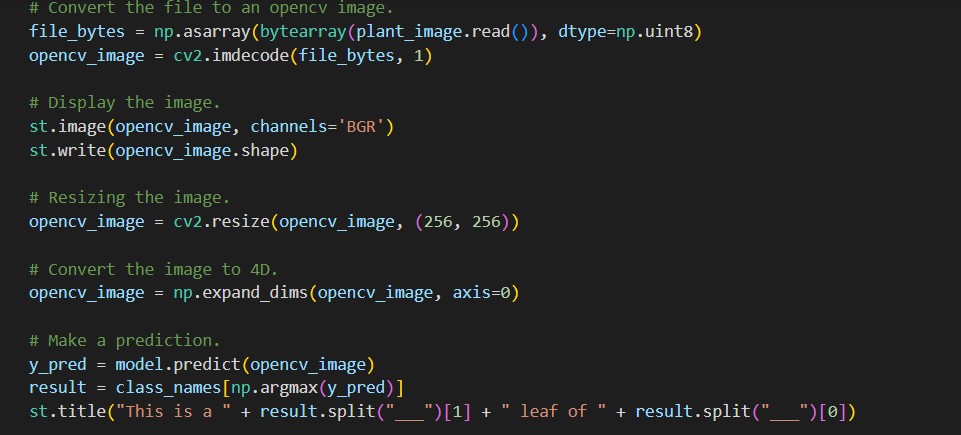 # Convert the file to an opencv image.
file_bytes = np.asarray(bytearray(plant_image.read()), dtype=np.uint8)
opencv_image = cv2.imdecode(file_bytes, 1)
# Display the image.
st.image(opencv_image, channels='BGR')
st.write(opencv_image.shape)
# Resizing the image.
opencv_image = cv2.resize(opencv_image, (256, 256))
# Convert the image to 4D.
opencv_image = np.expand_dims(opencv_image, axis=0)
# Make a prediction.
y_pred = model.predict(opencv_image)
result = class_names[np.argmax(y_pred)]
st.title("This is a " + result.split("___")[1] + " leaf of " + result.split("___")[0])